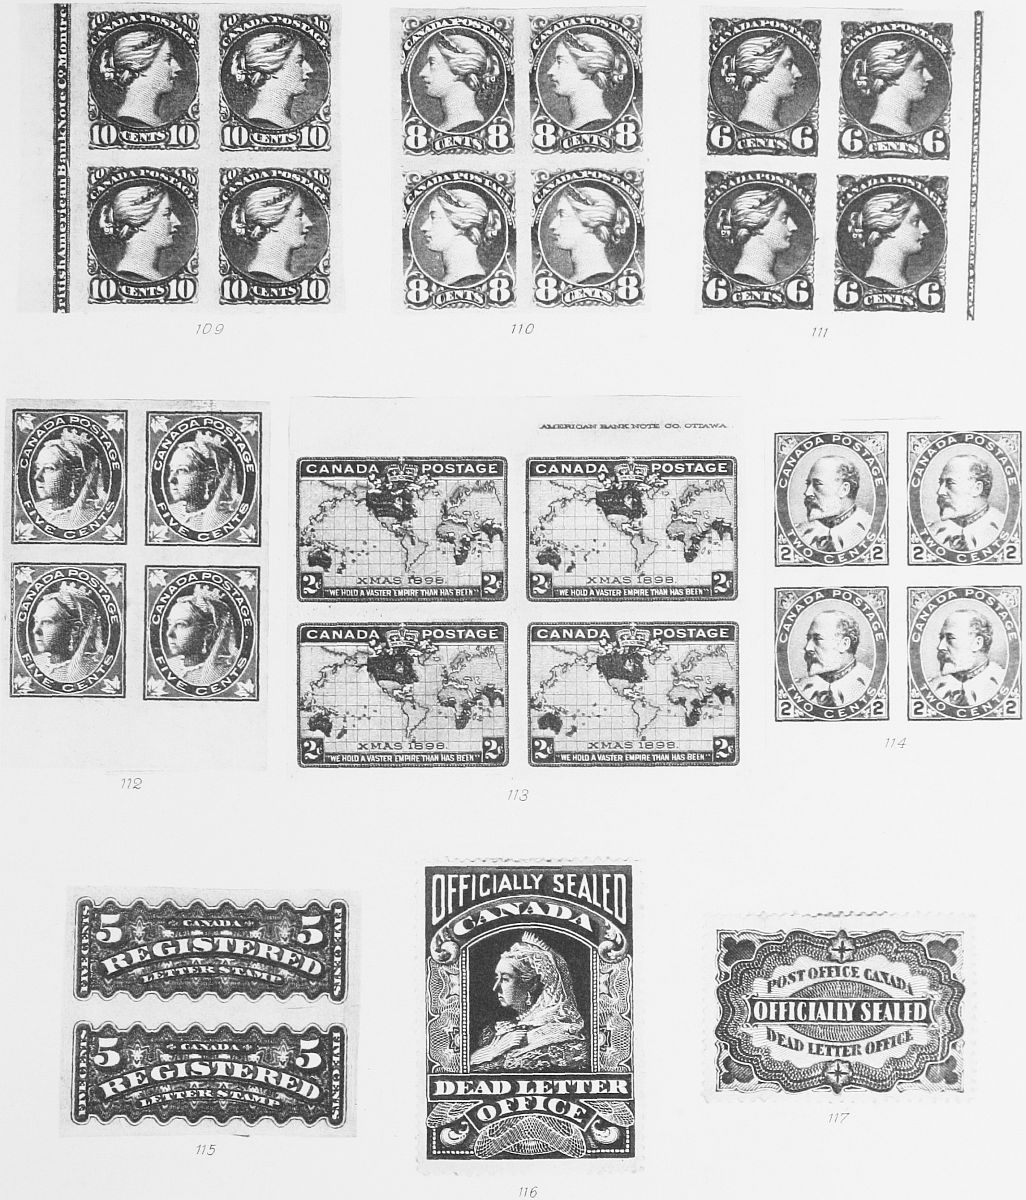 ritish American Bank Note Co. Montre
CANADA POSTAGE
10 CENTS 10
CANADA POSTAGE
10 CENTS 10
CANADA POSTAGE
10 CENTS 10
CANADA POSTAGE
10 CENTS 10
109
CANADA POSTAGE
8 CENTS 8
CANADA POSTAGE
8 CENTS 8
CANADA POSTAGE
8 CENTS 8
CANADA POSTAGE
8 CENTS 8
110
CANADA POSTAGE
6 CENTS 6
CANADA POSTAGE
6 CENTS 6
CANADA POSTAGE
6 CENTS 6
CANADA POSTAGE
6 CENTS 6
111
CANADA POSTAGE
FIVE CENTS
CANADA POSTAGE
FIVE CENTS
CANADA POSTAGE
FIVE CENTS
CANADA POSTAGE
FIVE CENTS
112
AMERICAN BANK NOTE CO. OTTAWA.
CANADA POSTAGE
XMAS 1898.
2c 2c
"WE HOLD A VASTER EMPIRE THAN HAS BEEN"
CANADA POSTAGE
XMAS 1898.
2c 2c
"WE HOLD A VASTER EMPIRE THAN HAS BEEN"
CANADA POSTAGE
XMAS 1898.
2c 2c
"WE HOLD A VASTER EMPIRE THAN HAS BEEN"
CANADA POSTAGE
XMAS 1898.
2c 2c
"WE HOLD A VASTER EMPIRE THAN HAS BEEN"
113
CANADA POSTAGE
2 TWO CENTS 2
CANADA POSTAGE
2 TWO CENTS 2
CANADA POSTAGE
2 TWO CENTS 2
CANADA POSTAGE
2 TWO CENTS 2
114
FIVE CENTS
5 CANADA 5
REGISTERED
LETTER STAMP
FIVE CENTS
FIVE CENTS
5 CANADA 5
REGISTERED
LETTER STAMP
FIVE CENTS
115
OFFICIALLY SEALED
CANADA
DEAD LETTER
OFFICE
116
POST OFFICE CANADA
OFFICIALLY SEALED
DEAD LETTER OFFICE
117